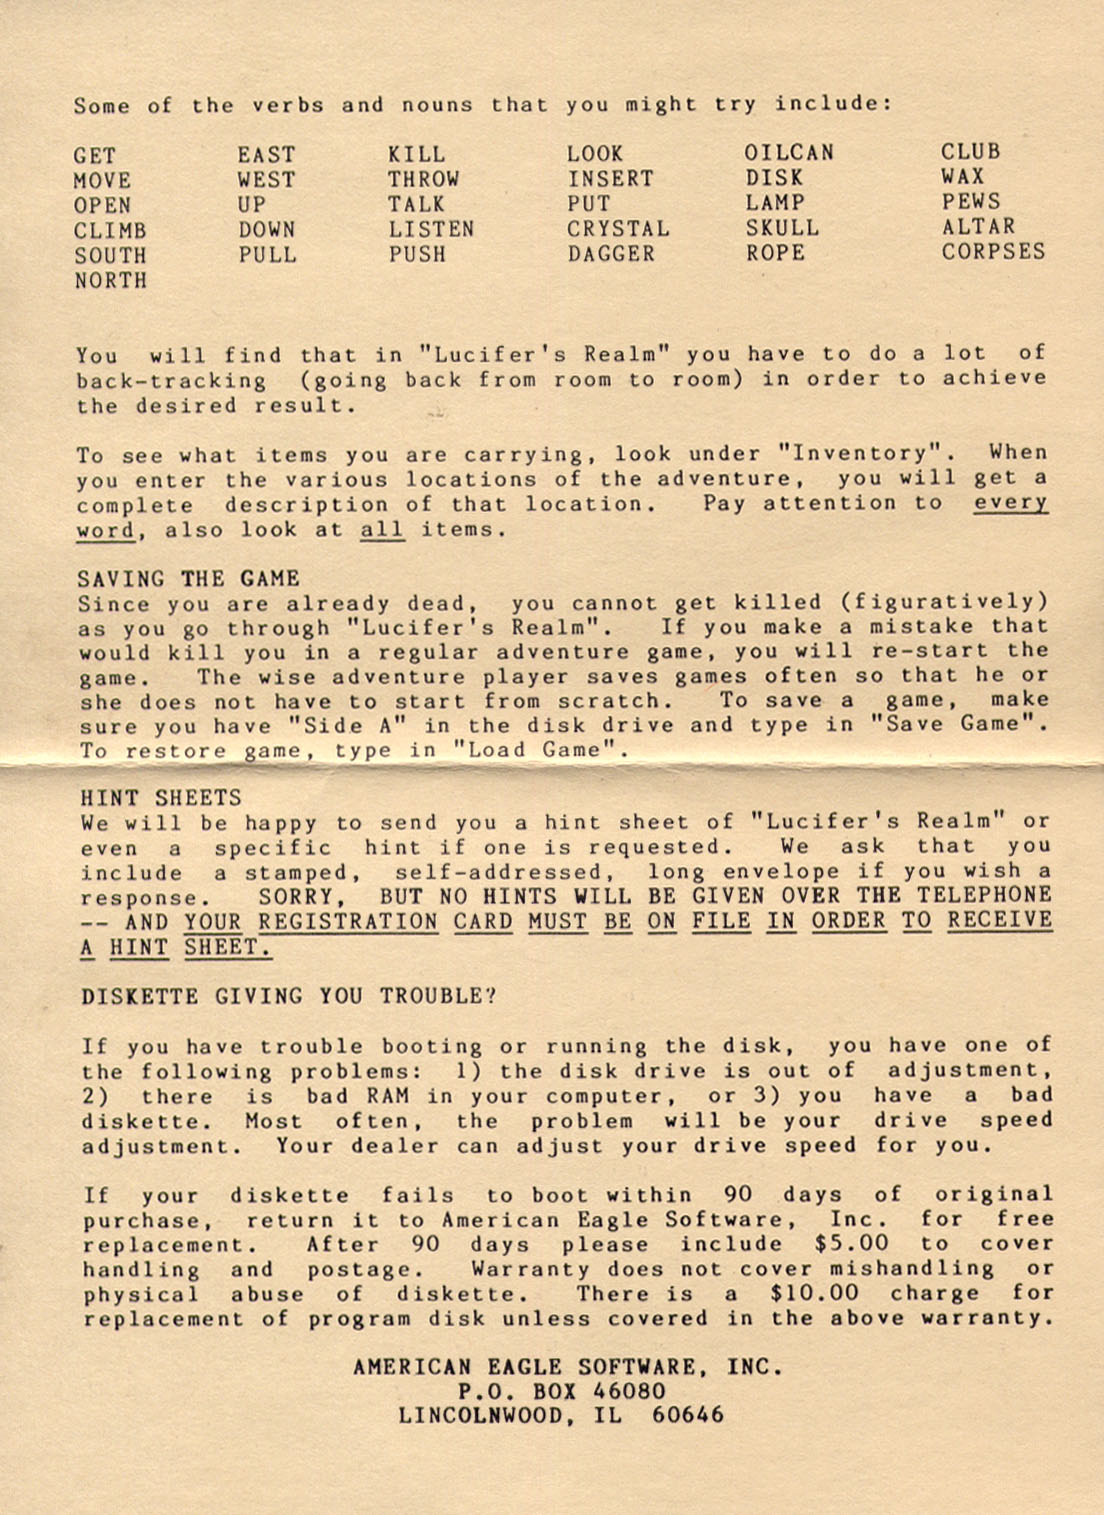 Some of the verbs and nouns that you might try include:
GET EAST KILL LOOK OILCAN CLUB
MOVE WEST THROW INSERT DISK WAX
OPEN UP TALK PUT LAMP PEWS
CLIMB DOWN LISTEN CRYSTAL SKULL ALTAR
SOUTH PULL PUSH DAGGER ROPE CORPSES
NORTH
You will find that in "Lucifer's Realm" you have to do a lot of
back-tracking (going back from room to room) in order to achieve
the desired result.
To see what items you are carrying, look under "Inventory". When
you enter the various locations of the adventure, you will get a
complete description of that location. Pay attention to every
word, also look at all items.
SAVING THE GAME
Since you are already dead, you cannot get killed (figuratively)
as you go through "Lucifer's Realm". If you make a mistake that
would kill you in a regular adventure game, you will re-start the
game. The wise adventure player saves games often so that he or
she does not have to start from scratch. To save a game, make
sure you have "Side A" in the disk drive and type in "Save Game".
To restore game, type in "Load Game".
HINT SHEETS
We will be happy to send you a hint sheet of "Lucifer's Realm" or
even a specific hint if one is requested. We ask that you
include a stamped, self-addressed, long envelope if you wish a
response. SORRY, BUT NO HINTS WILL BE GIVEN OVER THE TELEPHONE
-- AND YOUR REGISTRATION CARD MUST BE ON FILE IN ORDER TO RECEIVE
A HINT SHEET.
DISKETTE GIVING YOU TROUBLE?
If you have trouble booting or running the disk, you have one of
the following problems: 1) the disk drive is out of adjustment,
2) there is bad RAM in your computer, or 3) you have a bad
diskette. Most often, the problem will be your drive speed
adjustment. Your dealer can adjust your drive speed for you.
If your diskette fails to boot within 90 days of original
purchase, return it to American Eagle Software, Inc. for free
replacement. After 90 days please include $5.00 to cover
handling and postage. Warranty does not cover mishandling or
physical abuse of diskette. There is a $10.00 charge for
replacement of program disk unless covered in the above warranty.
AMERICAN EAGLE SOFTWARE, INC.
P.O. BOX 46080
LINCOLNWOOD, IL 60646